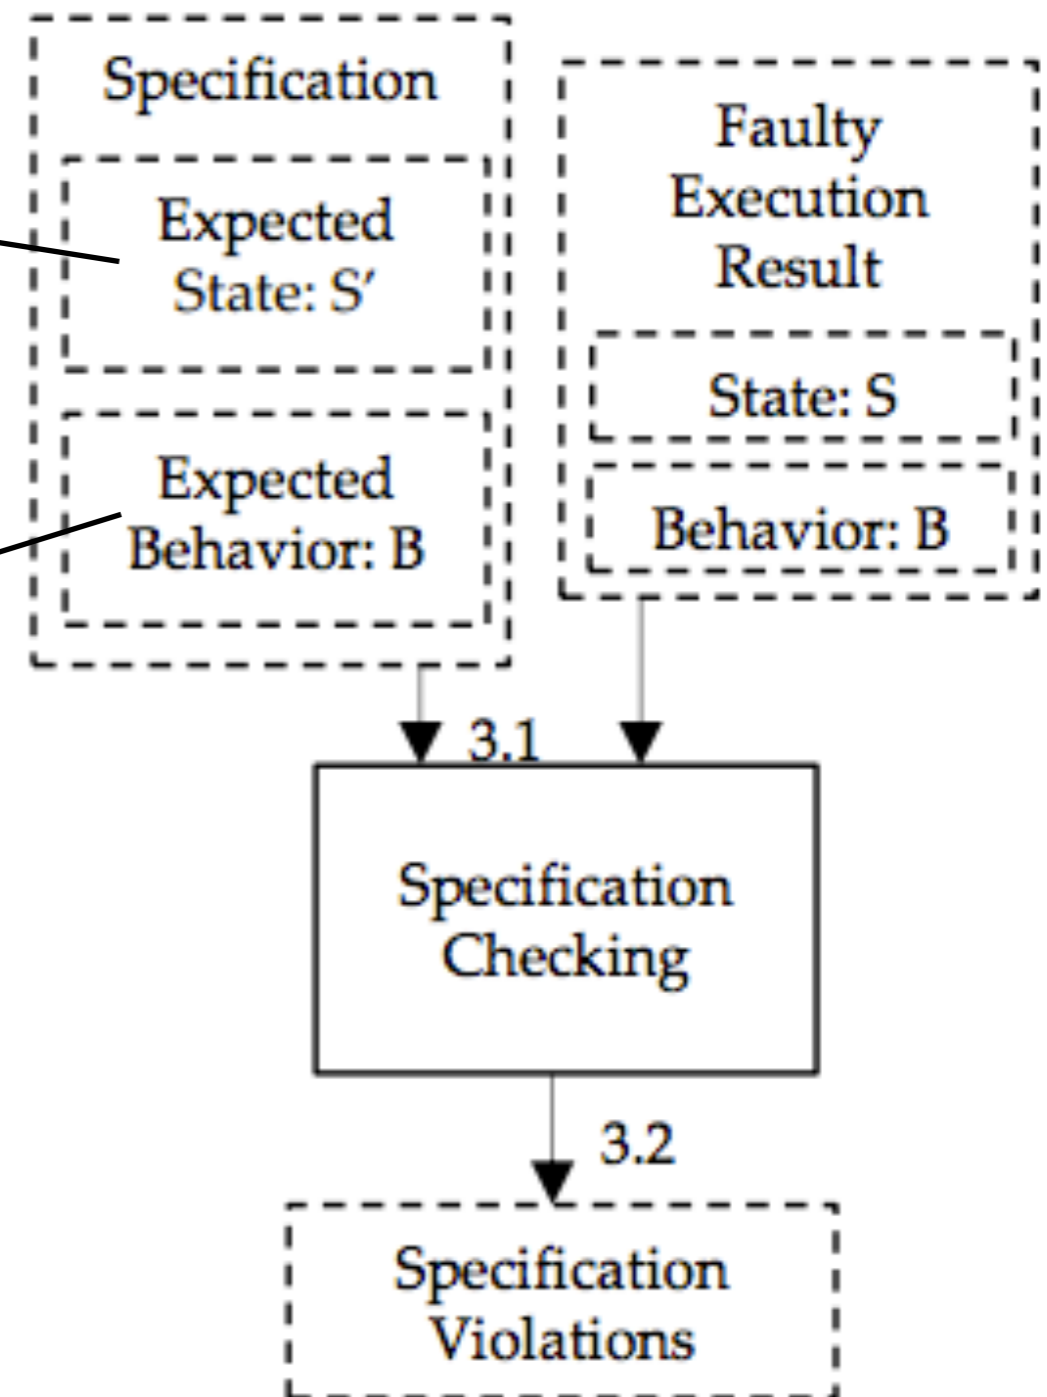 Specification
Expected
State: S′
Expected
Behavior: B
Faulty
Execution
Result
State: S
Behavior: B
3.1
Specification
Checking
3.2
Specification
Violations